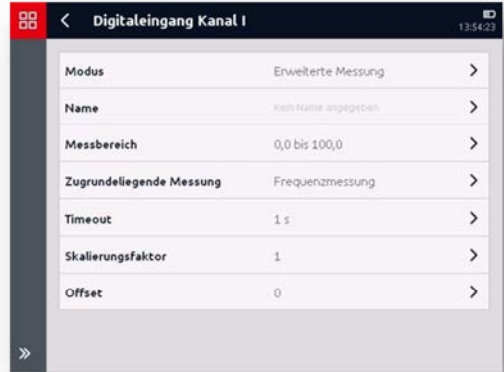 Digitaleingang Kanal I
13:54:23
Modus Erweiterte Messung
Name Kein Name angegeben
Messbereich 0,0 bis 100,0
Zugrundeliegende Messung Frequenzmessung
Timeout 1 s
Skalierungsfaktor 1
Offset 0